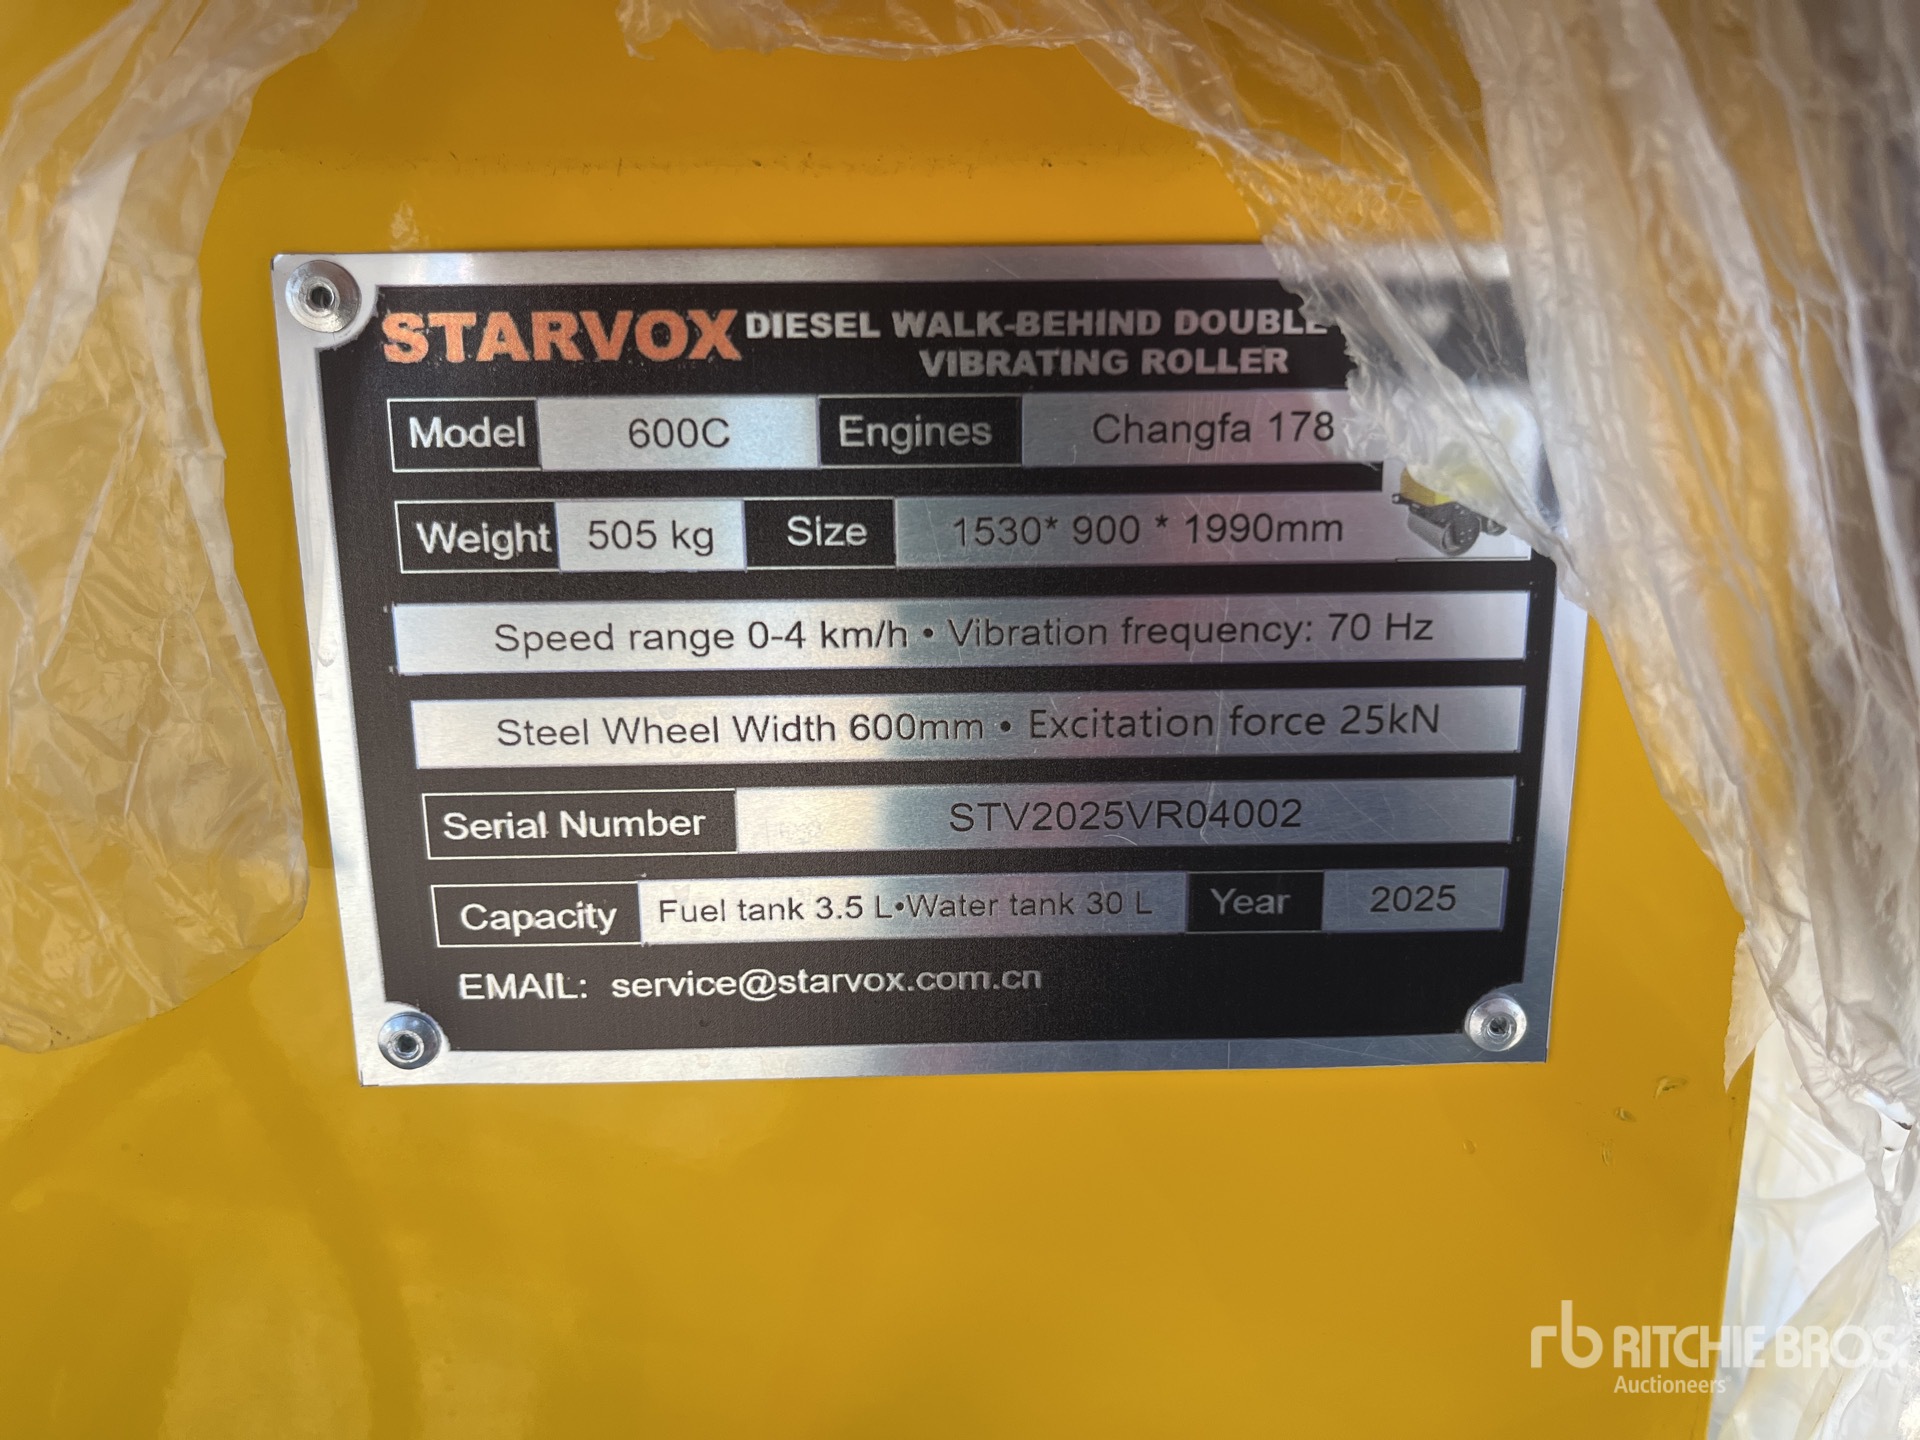 STARVOX DIESEL WALK-BEHIND DOUBLE
VIBRATING ROLLER
Model 600C Engines Changfa 178
Weight 505 kg Size 1530* 900 * 1990mm
Speed range 0-4 km/h • Vibration frequency: 70 Hz
Steel Wheel Width 600mm • Excitation force 25kN
Serial Number STV2025VR04002
Capacity Fuel tank 3.5 L•Water tank 30 L Year 2025
EMAIL: service@starvox.com.cn
rb RITCHIE BROS.
Auctioneers